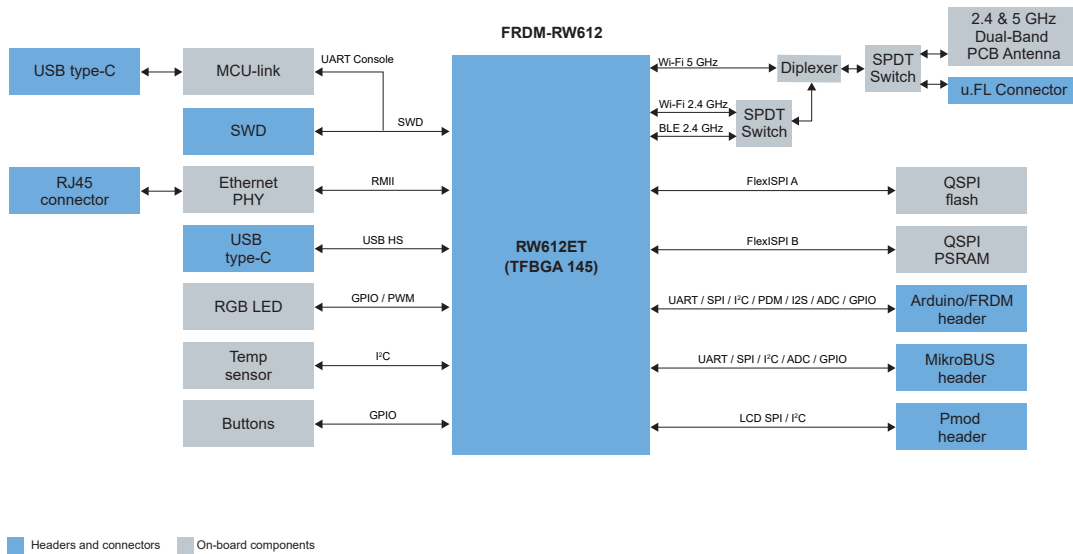 FRDM-RW612
USB type-C
MCU-link
UART Console
SWD
SWD
RJ45
connector
Ethernet
PHY
RMII
USB
type-C
USB HS
RGB LED
GPIO / PWM
Temp
sensor
I²C
Buttons
GPIO
RW612ET
(TFBGA 145)
Wi-Fi 5 GHz
Diplexer
SPDT
Switch
2.4 & 5 GHz
Dual-Band
PCB Antenna
u.FL Connector
Wi-Fi 2.4 GHz
BLE 2.4 GHz
SPDT
Switch
FlexISPI A
QSPI
flash
FlexISPI B
QSPI
PSRAM
UART / SPI / I²C / PDM / I2S / ADC / GPIO
Arduino/FRDM
header
UART / SPI / I²C / ADC / GPIO
MikroBUS
header
LCD SPI / I²C
Pmod
header
Headers and connectors
On-board components